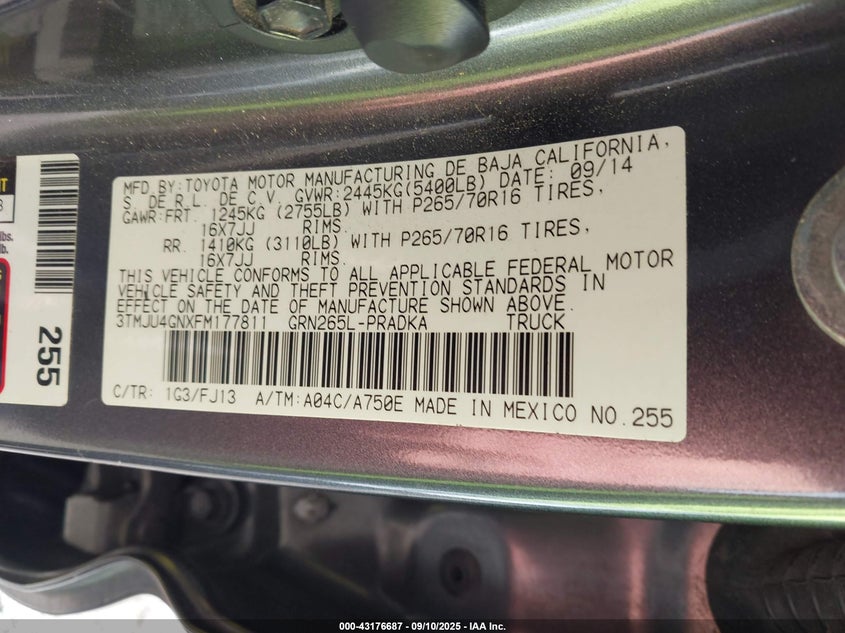 MFD.BY:TOYOTA MOTOR MANUFACTURING DE BAJA CALIFORNIA,
S. DE R.L. DE C.V. GVWR:2445KG(5400LB) DATE: 09/14
GAWR:FRT. 1245KG (2755LB) WITH P265/70R16 TIRES,
16X7JJ RIMS.
RR. 1410KG (3110LB) WITH P265/70R16 TIRES,
16X7JJ RIMS.
THIS VEHICLE CONFORMS TO ALL APPLICABLE FEDERAL MOTOR
VEHICLE SAFETY AND THEFT PREVENTION STANDARDS IN
EFFECT ON THE DATE OF MANUFACTURE SHOWN ABOVE.
3TMJU4GNXFM177811 GRN265L-PRADKA TRUCK
C/TR: 1G3/FJ13 A/TM:A04C/A750E MADE IN MEXICO NO.255
255
lbs.
lb.
000-43176687 - 09/10/2025 - IAA Inc.